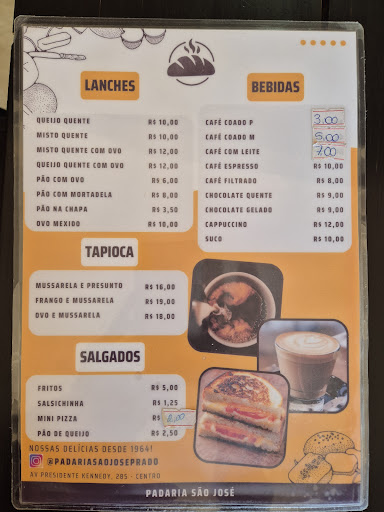 LANCHES
QUEIJO QUENTE R$ 10,00
MISTO QUENTE R$ 10,00
MISTO QUENTE COM OVO R$ 12,00
QUEIJO QUENTE COM OVO R$ 12,00
PÃO COM OVO R$ 6,00
PÃO COM MORTADELA R$ 8,00
PÃO NA CHAPA R$ 3,50
OVO MEXIDO R$ 10,00
TAPIOCA
MUSSARELA E PRESUNTO R$ 16,00
FRANGO E MUSSARELA R$ 19,00
OVO E MUSSARELA R$ 18,00
SALGADOS
FRITOS R$ 5,00
SALSICHINHA R$ 1,25
MINI PIZZA R$ 6,00
PÃO DE QUEIJO R$ 2,50
BEBIDAS
CAFÉ COADO P 3,00
CAFÉ COADO M 5,00
CAFÉ COM LEITE 7,00
CAFÉ ESPRESSO R$ 10,00
CAFÉ FILTRADO R$ 8,00
CHOCOLATE QUENTE R$ 9,00
CHOCOLATE GELADO R$ 9,00
CAPPUCCINO R$ 12,00
SUCO R$ 10,00
NOSSAS DELÍCIAS DESDE 1964!
@PADARIASAOJOSEPRADO
AV PRESIDENTE KENNEDY, 285 - CENTRO
PADARIA SÃO JOSÉ